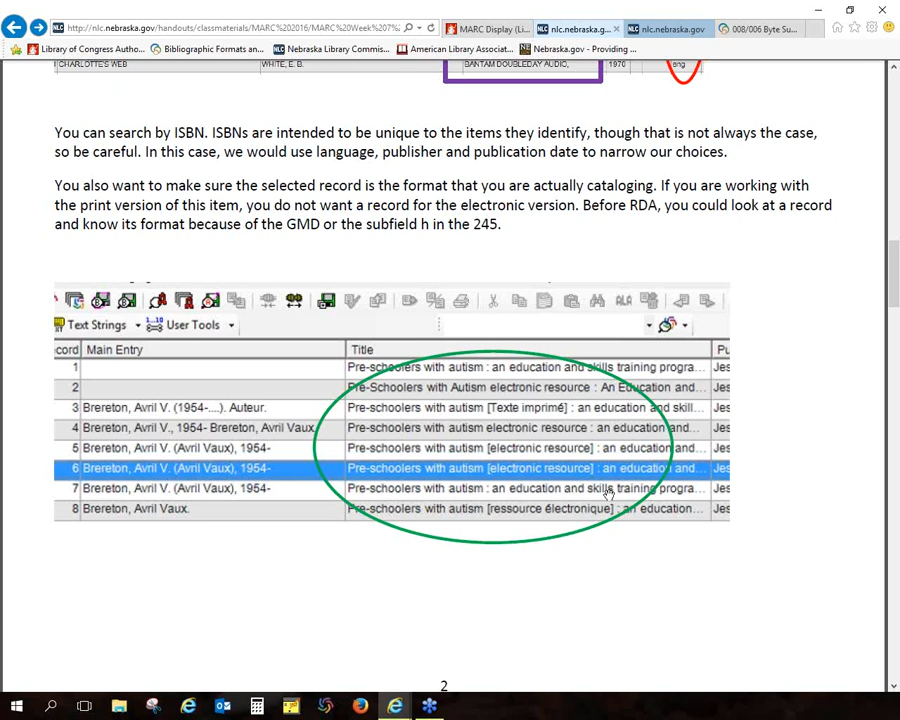 http://nlc.nebraska.gov/handouts/classmaterials/MARC%202016/MARC%20Week%207%
MARC Display (Li...
nlc.nebraska.g...
nlc.nebraska.gov
008/006 Byte Su...
Library of Congress Autho...
Bibliographic Formats an...
Nebraska Library Commis...
American Library Associat...
Nebraska.gov - Providing ...
CHARLOTTE'S WEB
WHITE, E. B.
BANTAM DOUBLEDAY AUDIO,
1970
eng
You can search by ISBN. ISBNs are intended to be unique to the items they identify, though that is not always the case,
so be careful. In this case, we would use language, publisher and publication date to narrow our choices.
You also want to make sure the selected record is the format that you are actually cataloging. If you are working with
the print version of this item, you do not want a record for the electronic version. Before RDA, you could look at a record
and know its format because of the GMD or the subfield h in the 245.
ALA
Text Strings
User Tools
cord Main Entry Title Pu
1 Pre-schoolers with autism : an education and skills training progra... Jes
2 Pre-Schoolers with Autism electronic resource : An Education and... Jes
3 Brereton, Avril V. (1954-....). Auteur. Pre-schoolers with autism [Texte imprimé] : an education and skill... Jes
4 Brereton, Avril V., 1954- Brereton, Avril Vaux. Pre-schoolers with autism electronic resource : an education and... Jes
5 Brereton, Avril V. (Avril Vaux), 1954- Pre-schoolers with autism [electronic resource] : an education and... Jes
6 Brereton, Avril V. (Avril Vaux), 1954- Pre-schoolers with autism [electronic resource] : an education and... Jes
7 Brereton, Avril V. (Avril Vaux), 1954- Pre-schoolers with autism : an education and skills training progra... Jes
8 Brereton, Avril Vaux. Pre-schoolers with autism [ressource électronique] : an education... Jes
2